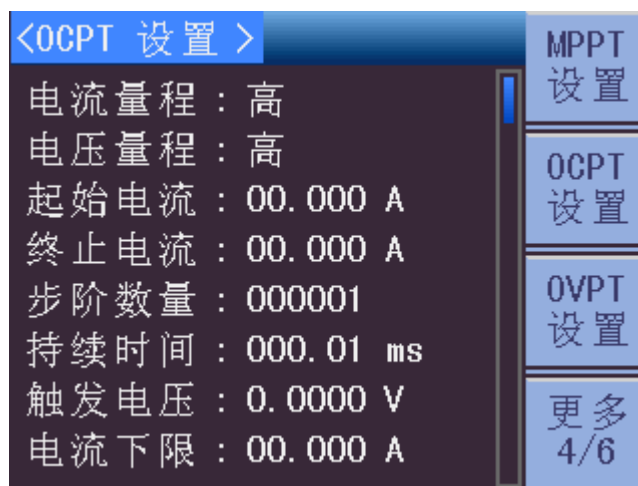 <OCPT 设置 >
电流量程：高
电压量程：高
起始电流：00.000 A
终止电流：00.000 A
步阶数量：000001
持续时间：000.01 ms
触发电压：0.0000 V
电流下限：00.000 A
MPPT
设置
OCPT
设置
OVPT
设置
更多
4/6